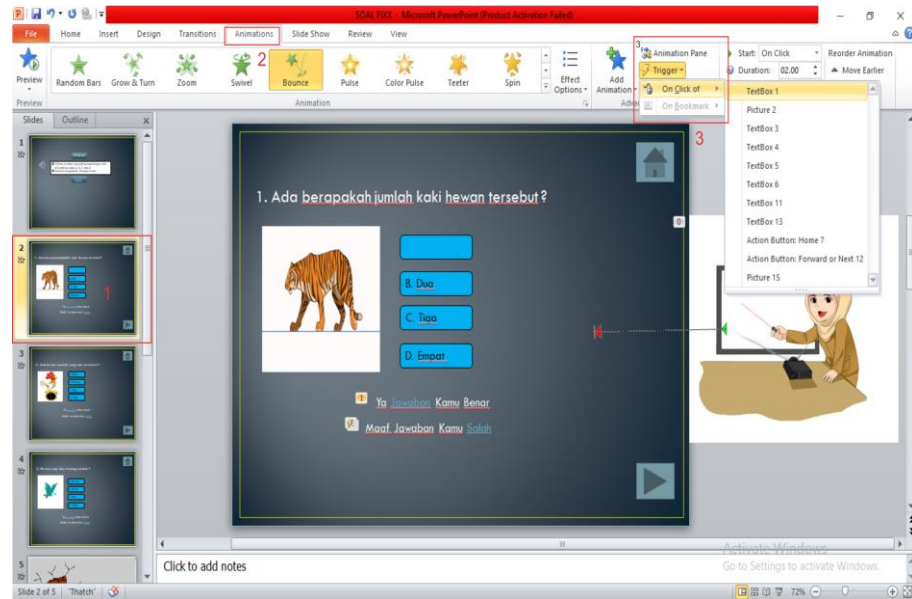 SOAL FIXX - Microsoft PowerPoint (Product Activation Failed)
File Home Insert Design Transitions Animations Slide Show Review View
2
Preview
Random Bars Grow & Turn Zoom Swivel Bounce Pulse Color Pulse Teeter Spin
Effect Options
Add Animation
3
Animation Pane
Trigger
On Click of
On Bookmark
Start: On Click
Duration: 02.00
Reorder Animation
Move Earlier
Preview
Animation
3
TextBox 1
Picture 2
TextBox 3
TextBox 4
TextBox 5
TextBox 6
TextBox 11
TextBox 13
Action Button: Home 7
Action Button: Forward or Next 12
Picture 15
Slides Outline
1
2
1
3
4
5
1. Ada berapakah jumlah kaki hewan tersebut?
B. Dua
C. Tiga
D. Empat
Ya Jawaban Kamu Benar
Maaf Jawaban Kamu Salah
Click to add notes
Activate Windows
Go to Settings to activate Windows.
Slide 2 of 5 "Thatch"
72%